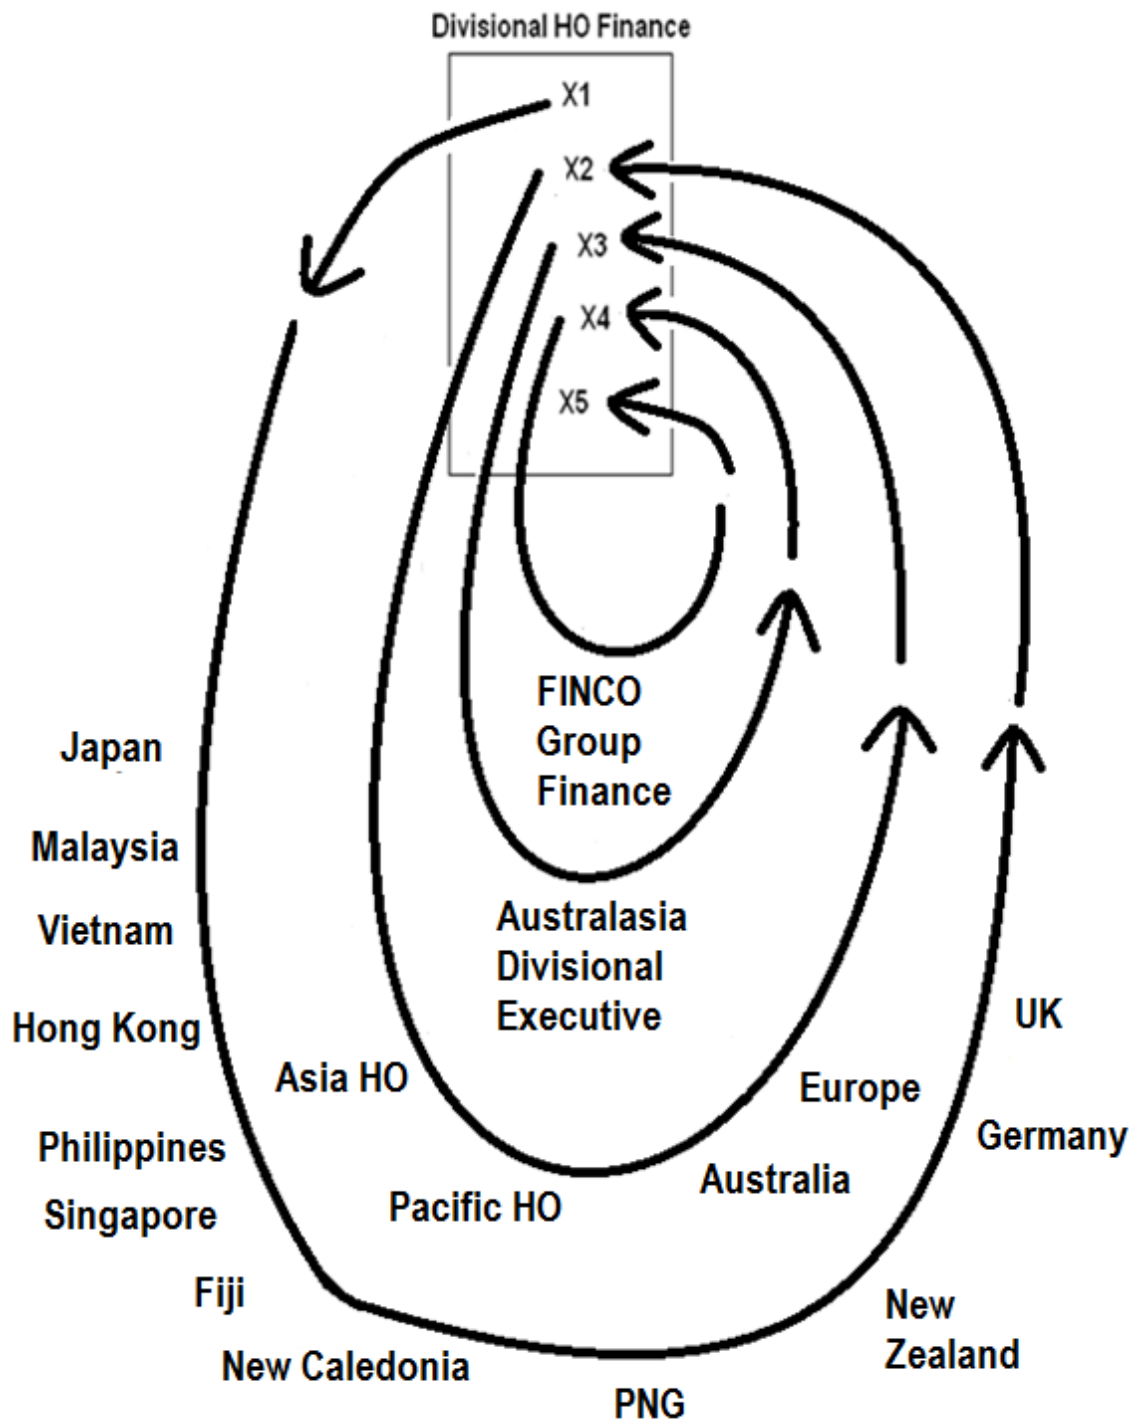 Divisional HO Finance
X1
X2
X3
X4
X5
FINCO
Group
Finance
Japan
Malaysia
Vietnam
Hong Kong
Philippines
Singapore
Fiji
New Caledonia
PNG
New
Zealand
Germany
UK
Asia HO
Pacific HO
Australia
Europe
Australasia
Divisional
Executive